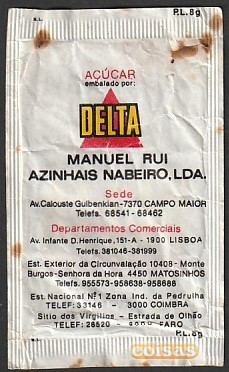 P.L. 8g
R.L.
AÇÚCAR
embalado por:
DELTA
MANUEL RUI
AZINHAIS NABEIRO, LDA.
Sede
Av. Calouste Gulbenkian - 7370 CAMPO MAIOR
Telefs. 68541 - 68462
Departamentos Comerciais
Av. Infante D. Henrique, 151-A - 1900 LISBOA
Telefs. 381046-381999
Est. Exterior da Circunvalação 10408 - Monte
Burgos-Senhora da Hora 4450 MATOSINHOS
Telefs. 955573-958638-958688
Est. Nacional Nº 1 Zona Ind. da Pedrulha
TELEF: 33146 - 3000 COIMBRA
Sitio dos Virgilios - Estrada de Olhão
TELEF: 28520 - FARO
P.L. 8g
R.L.
corsas